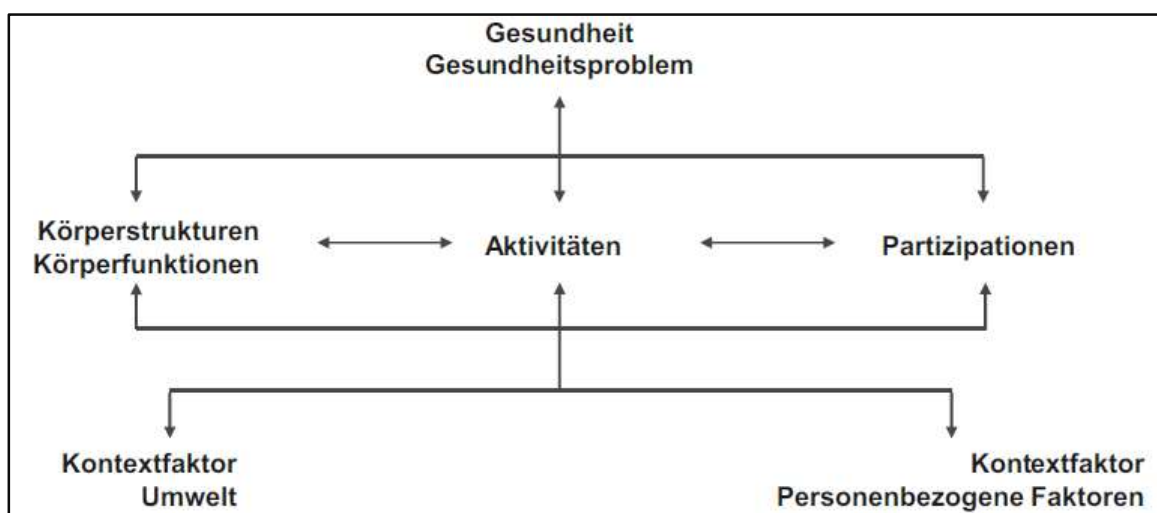 Gesundheit
Gesundheitsproblem
Körperstrukturen
Körperfunktionen
Aktivitäten
Partizipationen
Kontextfaktor
Umwelt
Kontextfaktor
Personenbezogene Faktoren